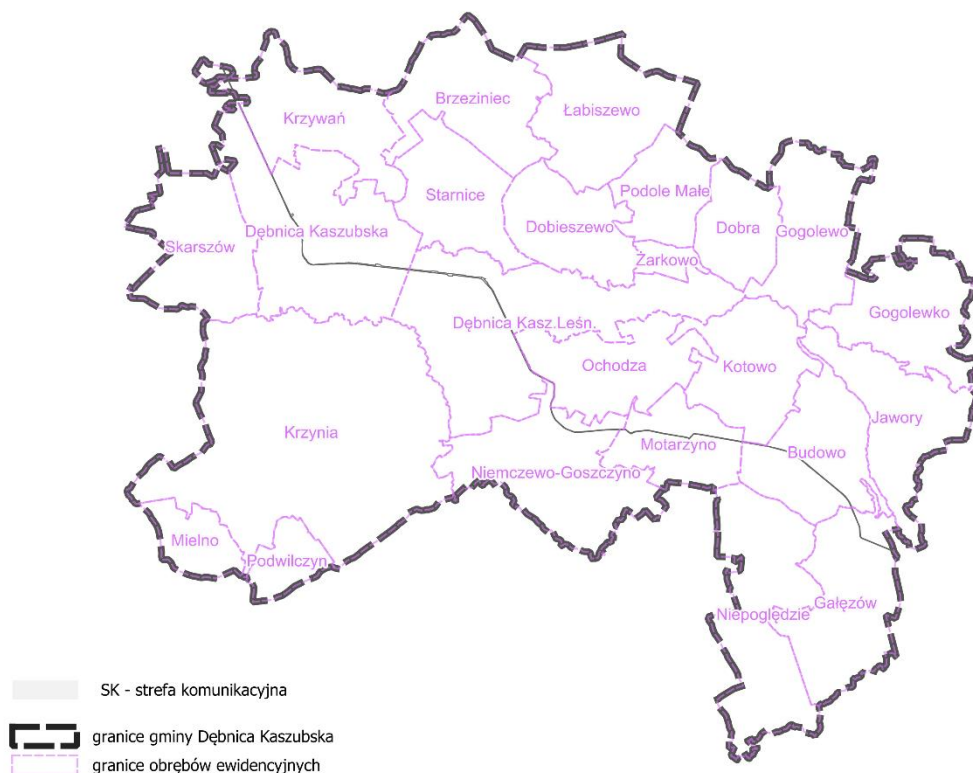 Brzeziniec
Łabiszewo
Krzywań
Starnice
Podole Małe
Dobieszewo
Dobra
Gogolewo
Dębnica Kaszubska
Skarszów
Żarkowo
Gogolewko
Dębnica Kasz.Leśn.
Ochodza
Kotowo
Jawory
Krzynia
Motarzyno
Budowo
Niemczewo-Goszczyno
Mielno
Podwilczyn
Gałęzów
Niepoględzie
SK - strefa komunikacyjna
granice gminy Dębnica Kaszubska
granice obrębów ewidencyjnych